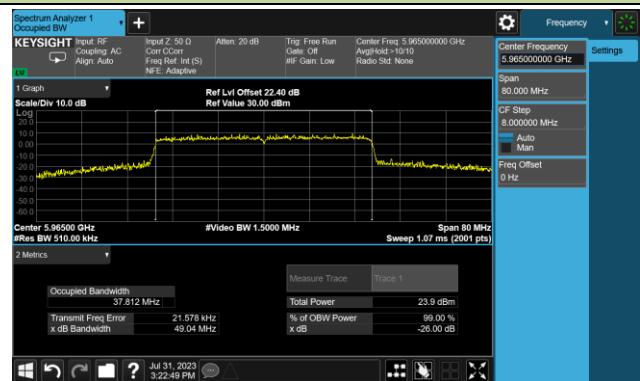 Spectrum Analyzer 1
Occupied BW
+
Frequency
KEYSIGHT
Input: RF
Coupling: AC
Align: Auto
Input Z: 50 Ω
Corr CCorr
Freq Ref: Int (S)
NFE: Adaptive
Atten: 20 dB
Trig: Free Run
Gate: Off
#IF Gain: Low
Center Freq: 5.965000000 GHz
Avg|Hold:>10/10
Radio Std: None
LW
Center Frequency
5.965000000 GHz
Settings
Span
80.000 MHz
CF Step
8.000000 MHz
Auto
Man
Freq Offset
0 Hz
1 Graph
Scale/Div 10.0 dB
Ref Lvl Offset 22.40 dB
Ref Value 30.00 dBm
Log
20.0
10.0
0.00
-10.0
-20.0
-30.0
-40.0
-50.0
-60.0
Center 5.96500 GHz
#Video BW 1.5000 MHz
Span 80 MHz
#Res BW 510.00 kHz
Sweep 1.07 ms (2001 pts)
2 Metrics
Measure Trace
Trace 1
Occupied Bandwidth
37.812 MHz
Total Power
23.9 dBm
Transmit Freq Error
21.578 kHz
% of OBW Power
99.00 %
x dB Bandwidth
49.04 MHz
x dB
-26.00 dB
?
Jul 31, 2023
3:22:49 PM